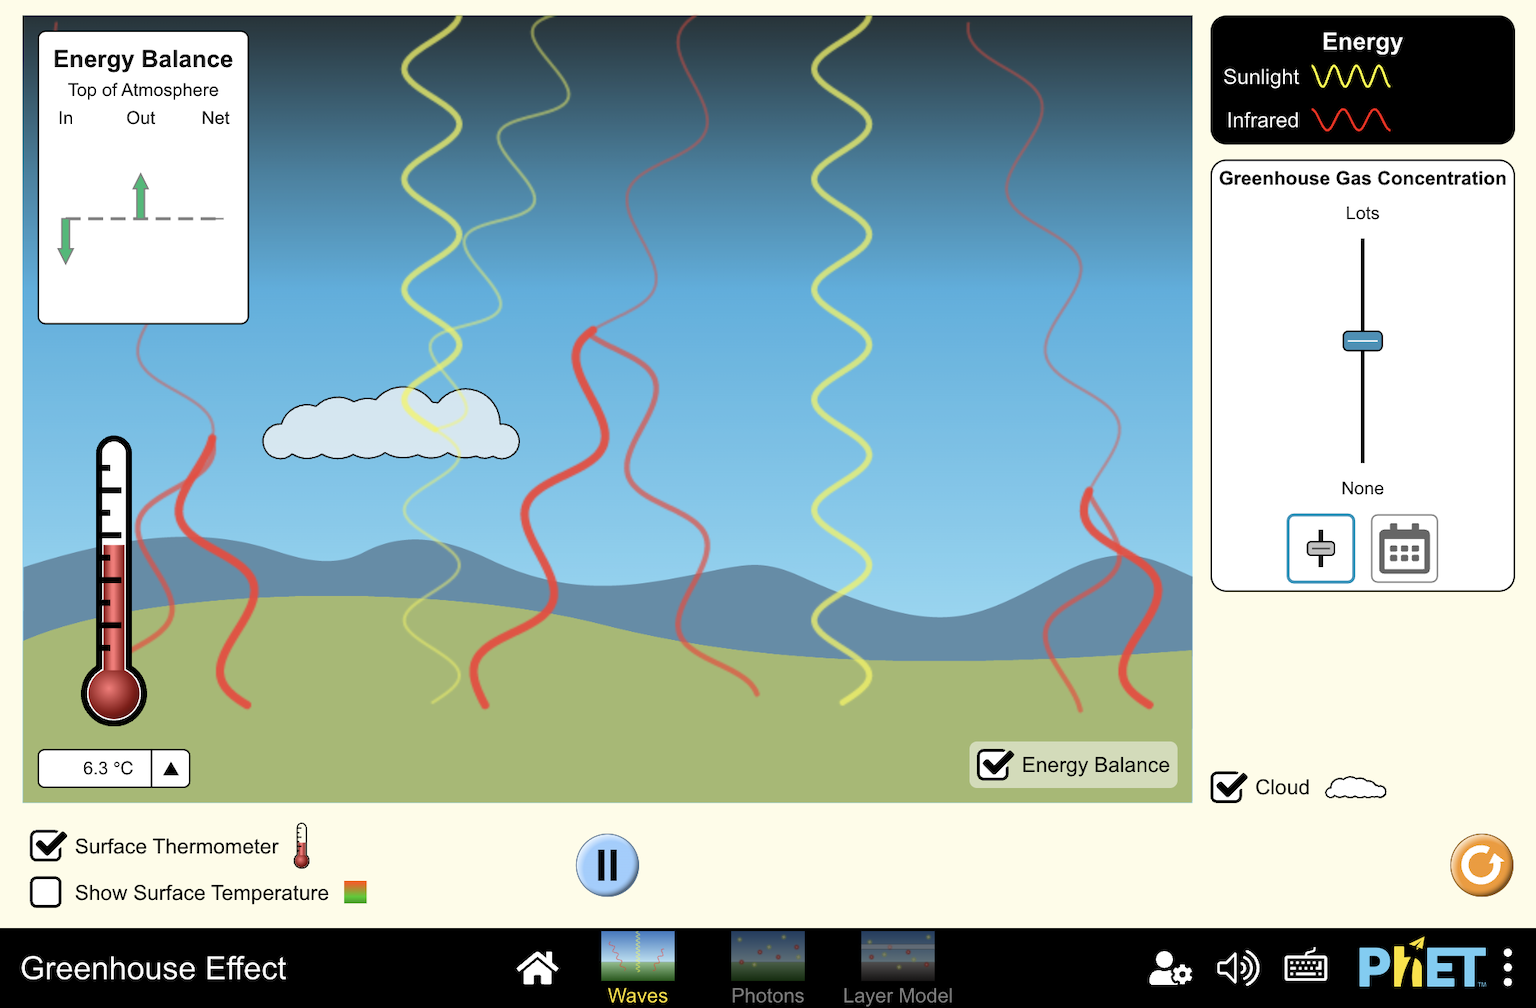 Energy Balance
Top of Atmosphere
In Out Net
Energy
Sunlight
Infrared
Greenhouse Gas Concentration
Lots
None
6.3 °C
Energy Balance
Cloud
Surface Thermometer
Show Surface Temperature
Greenhouse Effect
Waves
Photons
Layer Model
PhET™